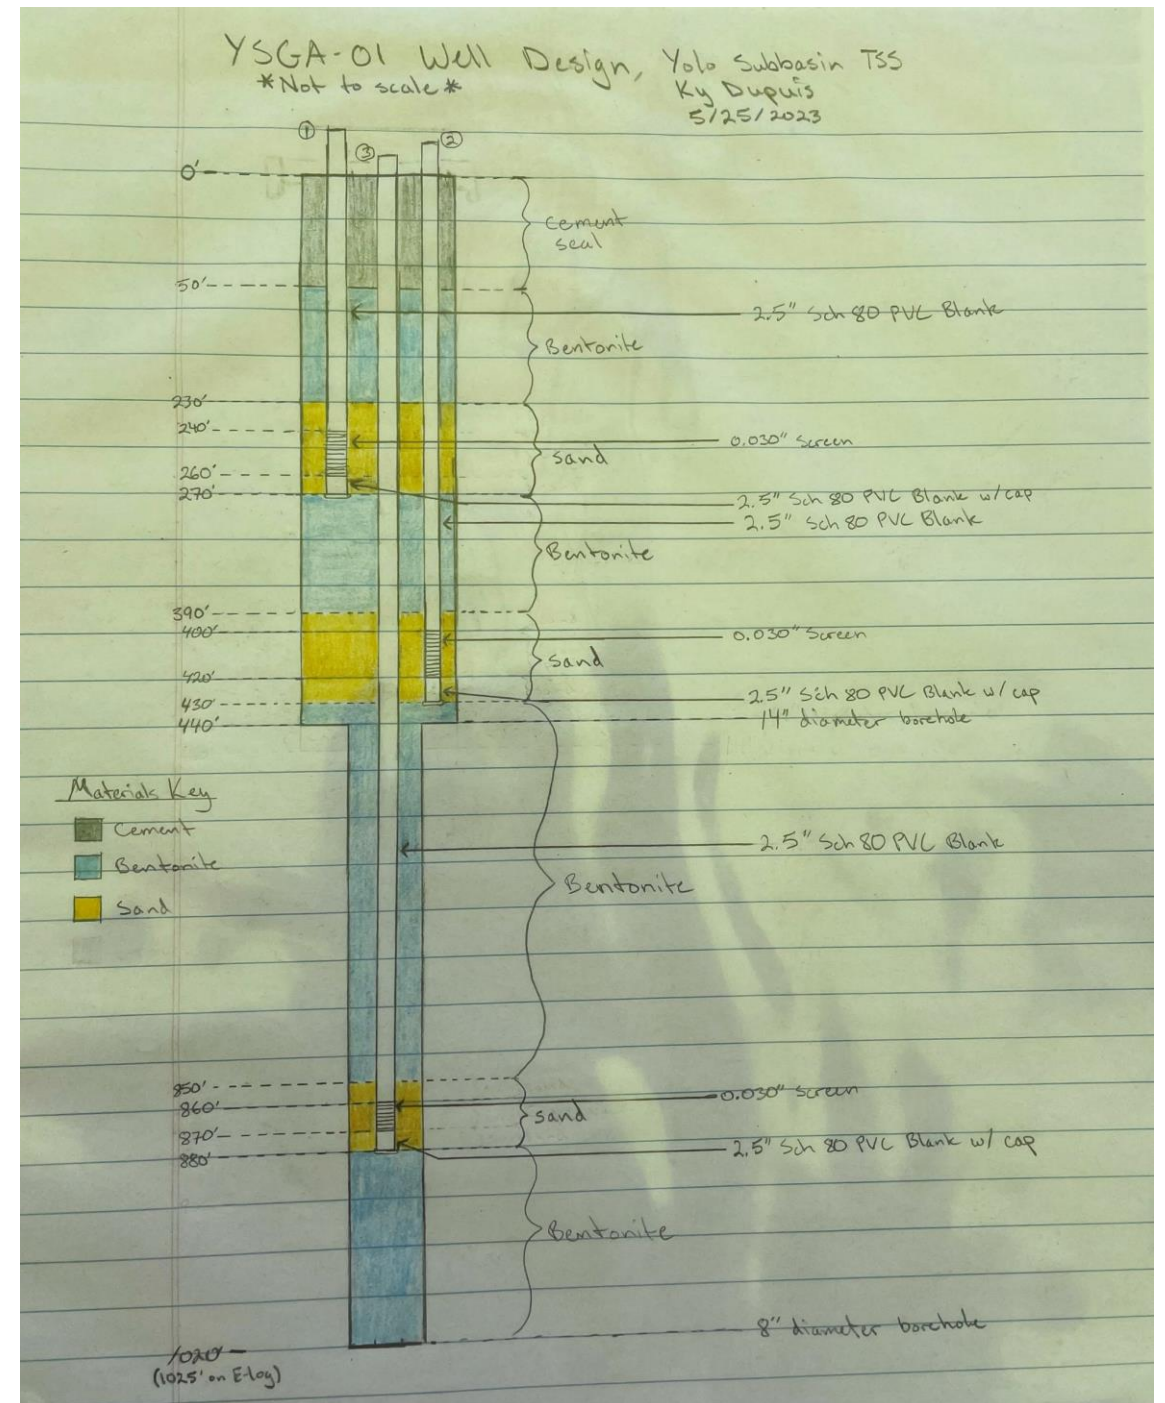 YSGA-01 Well Design, Yolo Subbasin TSS
*Not to scale*
Ky Dupuis
5/25/2023
①
②
③
0'
Cement
seal
50'
2.5" Sch 80 PVC Blank
Bentonite
230'
240'
0.030" Screen
Sand
260'
270'
2.5" Sch 80 PVC Blank w/cap
2.5" Sch 80 PVC Blank
Bentonite
390'
400'
0.030" Screen
Sand
420'
430'
2.5" Sch 80 PVC Blank w/ cap
14" diameter borehole
440'
Materials Key
Cement
Bentonite
Sand
2.5" Sch 80 PVC Blank
Bentonite
850'
860'
0.030" Screen
Sand
870'
880'
2.5" Sch 80 PVC Blank w/ cap
Bentonite
8" diameter borehole
1020'
(1025' on E-log)